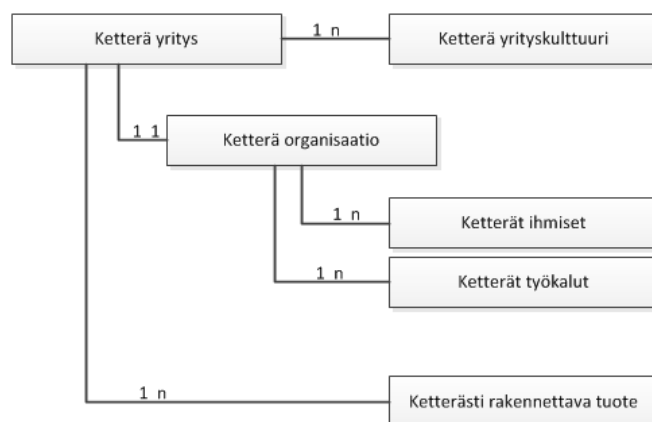 Ketterä yritys
1 n
Ketterä yrityskulttuuri
1 1
Ketterä organisaatio
1 n
Ketterät ihmiset
1 n
Ketterät työkalut
1 n
Ketterästi rakennettava tuote